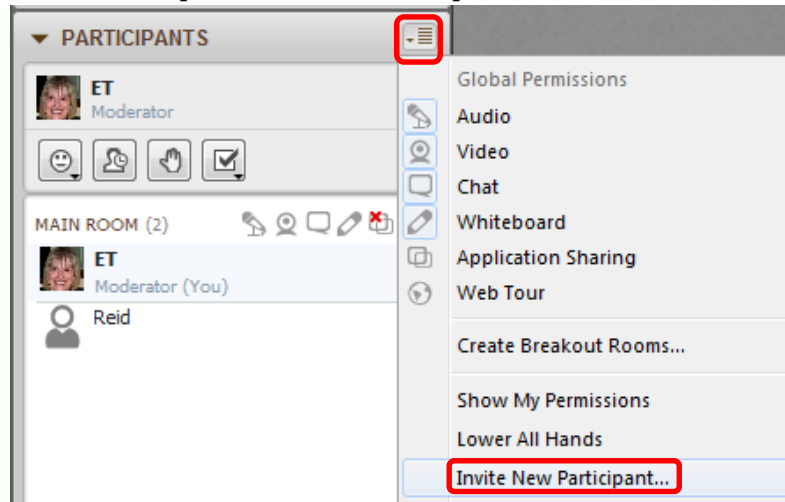 PARTICIPANTS
ET
Moderator
MAIN ROOM (2)
ET
Moderator (You)
Reid
Global Permissions
Audio
Video
Chat
Whiteboard
Application Sharing
Web Tour
Create Breakout Rooms...
Show My Permissions
Lower All Hands
Invite New Participant...